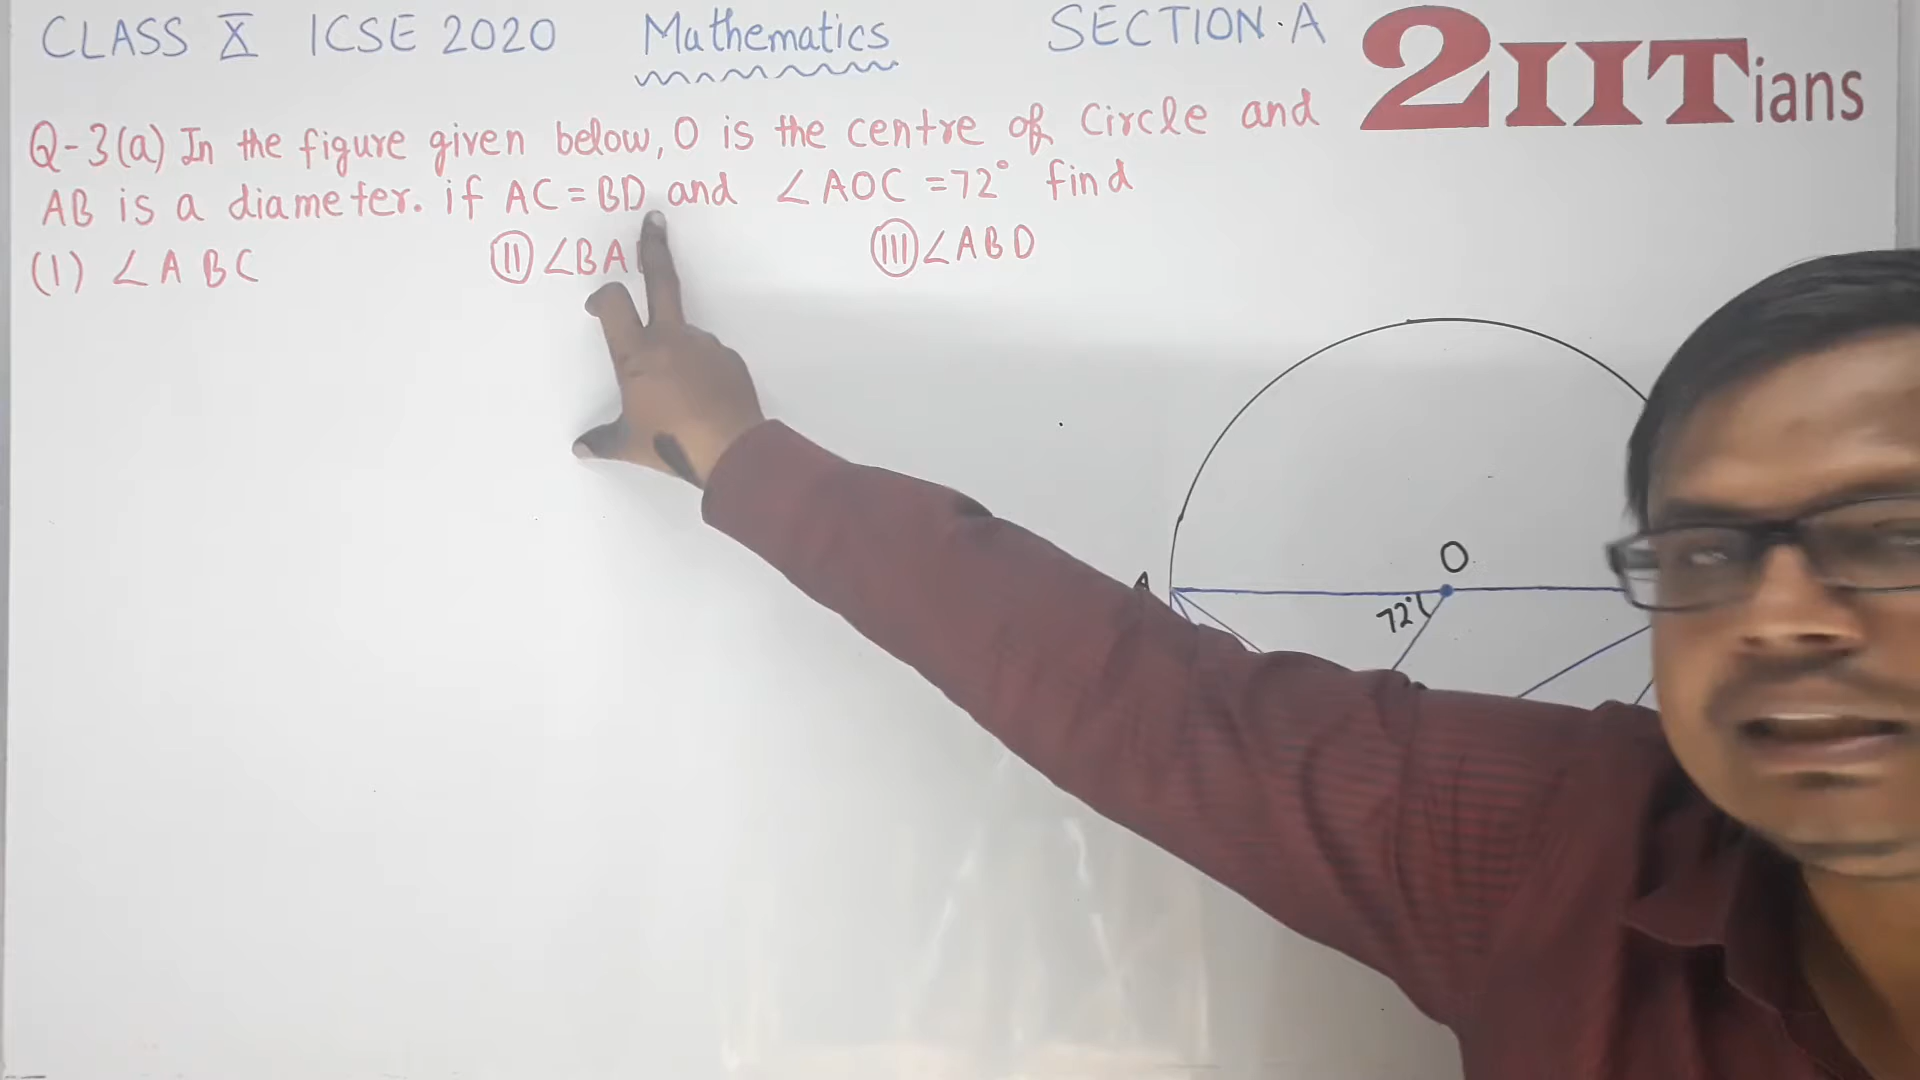 CLASS X ICSE 2020 Mathematics SECTION·A
2IITians
Q-3(a) In the figure given below, O is the centre of Circle and
AB is a diameter. if AC = BD and ∠AOC = 72° find
(I) ∠ABC (II) ∠BA (III) ∠ABD
O
A
72°